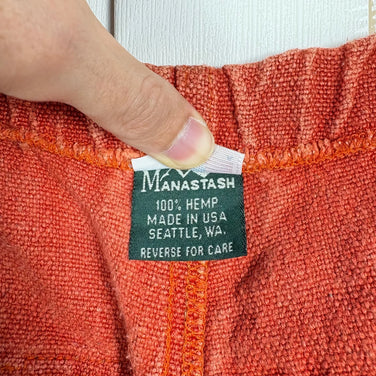 MANASTASH
100% HEMP
MADE IN USA
SEATTLE, WA.
REVERSE FOR CARE